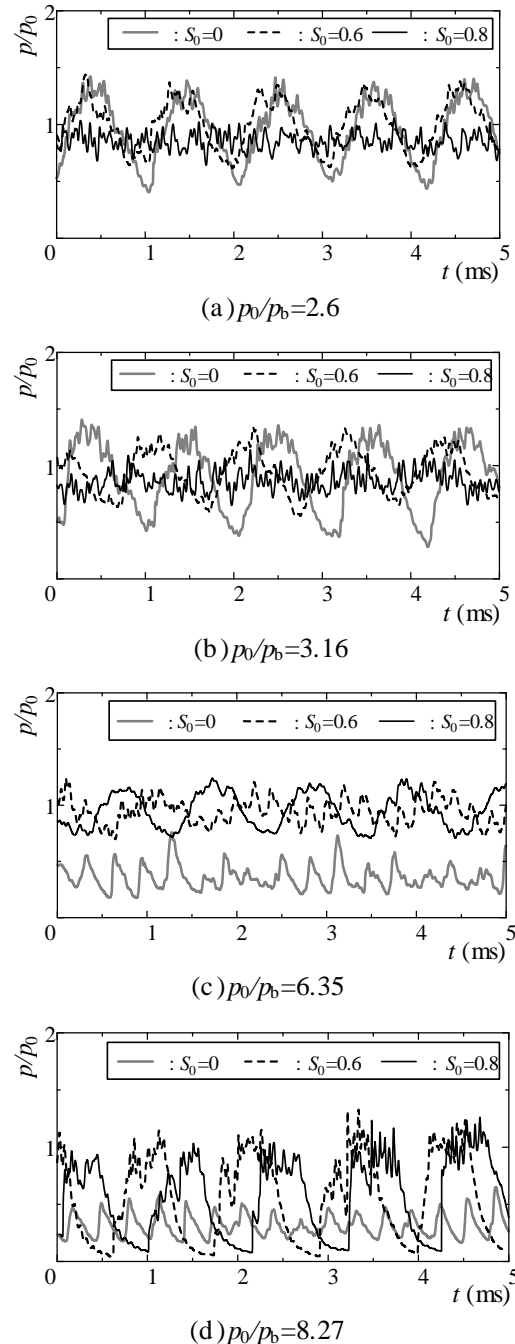 2
: S₀=0 : S₀=0.6 : S₀=0.8
p/p₀
1
0 1 2 3 4 5
t (ms)
(a) p₀/p_b=2.6
2
: S₀=0 : S₀=0.6 : S₀=0.8
p/p₀
1
0 1 2 3 4 5
t (ms)
(b) p₀/p_b=3.16
2
: S₀=0 : S₀=0.6 : S₀=0.8
p/p₀
1
0 1 2 3 4 5
t (ms)
(c) p₀/p_b=6.35
2
: S₀=0 : S₀=0.6 : S₀=0.8
p/p₀
1
0 1 2 3 4 5
t (ms)
(d) p₀/p_b=8.27